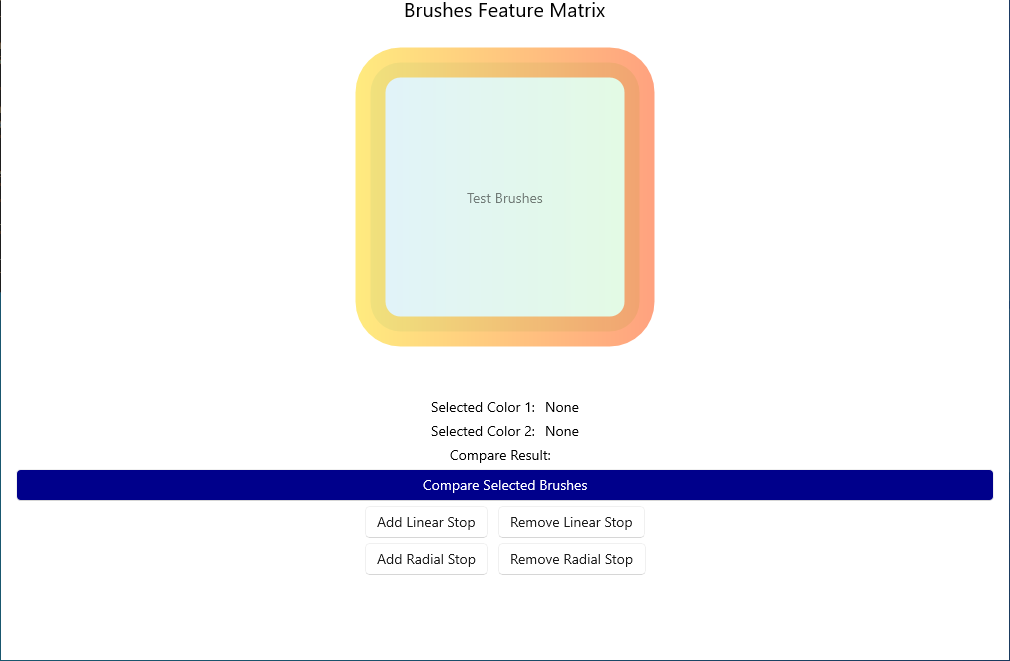 Brushes Feature Matrix
Test Brushes
Selected Color 1: None
Selected Color 2: None
Compare Result:
Compare Selected Brushes
Add Linear Stop Remove Linear Stop
Add Radial Stop Remove Radial Stop